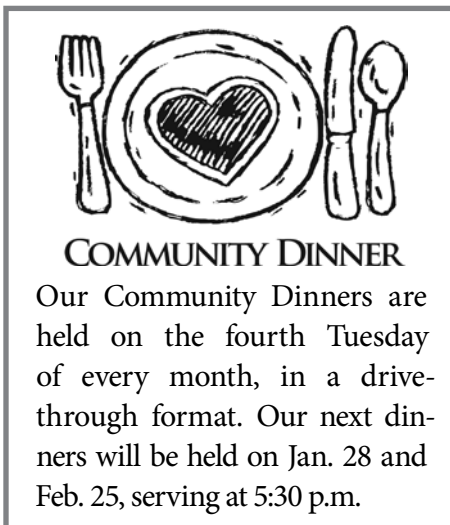 COMMUNITY DINNER
Our Community Dinners are
held on the fourth Tuesday
of every month, in a drive-
through format. Our next din-
ners will be held on Jan. 28 and
Feb. 25, serving at 5:30 p.m.